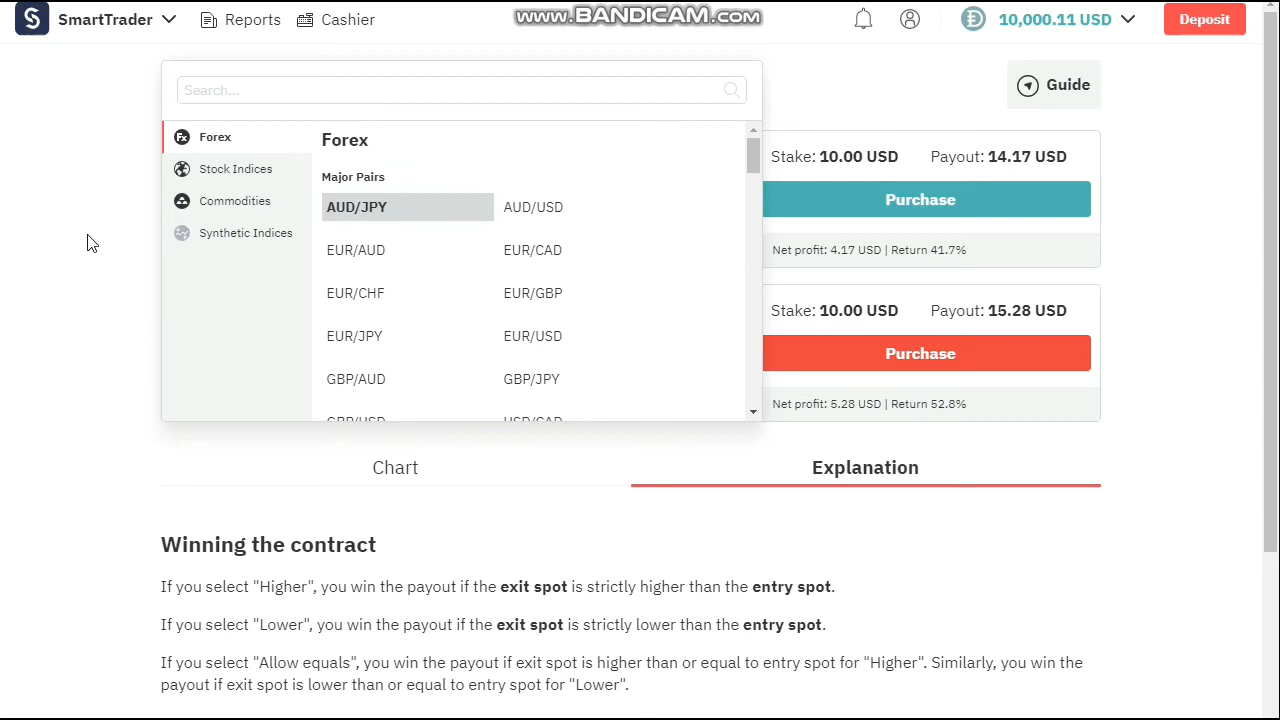 SmartTrader Reports Cashier www.BANDICAM.com 10,000.11 USD Deposit
Search...
Guide
Forex
Stock Indices
Commodities
Synthetic Indices
Forex
Major Pairs
AUD/JPY AUD/USD
EUR/AUD EUR/CAD
EUR/CHF EUR/GBP
EUR/JPY EUR/USD
GBP/AUD GBP/JPY
GBP/USD USD/CAD
Stake: 10.00 USD Payout: 14.17 USD
Purchase
Net profit: 4.17 USD | Return 41.7%
Stake: 10.00 USD Payout: 15.28 USD
Purchase
Net profit: 5.28 USD | Return 52.8%
Chart Explanation
Winning the contract
If you select "Higher", you win the payout if the exit spot is strictly higher than the entry spot.
If you select "Lower", you win the payout if the exit spot is strictly lower than the entry spot.
If you select "Allow equals", you win the payout if exit spot is higher than or equal to entry spot for "Higher". Similarly, you win the
payout if exit spot is lower than or equal to entry spot for "Lower".